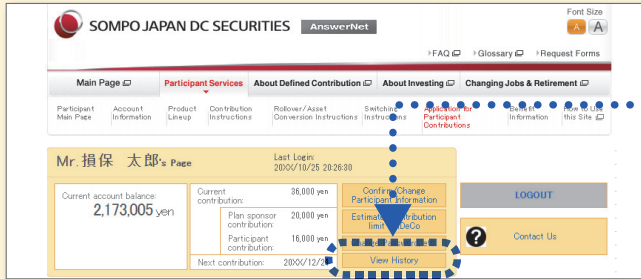 Font Size
SOMPO JAPAN DC SECURITIES AnswerNet A A
FAQ Glossary Request Forms
Main Page Participant Services About Defined Contribution About Investing Changing Jobs & Retirement
Participant Main Page
Account Information
Product Lineup
Contribution Instructions
Rollover/Asset Conversion Instructions
Switching Instructions
Application for Participant Contributions
Benefit Information
How to Use this Site
Mr.損保 太郎's Page
Last Login:
20XX/10/25 20:26:30
Current account balance:
2,173,005 yen
Current contribution: 36,000 yen
Plan sponsor contribution: 20,000 yen
Participant contribution: 16,000 yen
Next contribution: 20XX/12/2
Confirm/Change
Participant Information
Estimate Contribution
limit iDeCo
View History
LOGOUT
? Contact Us